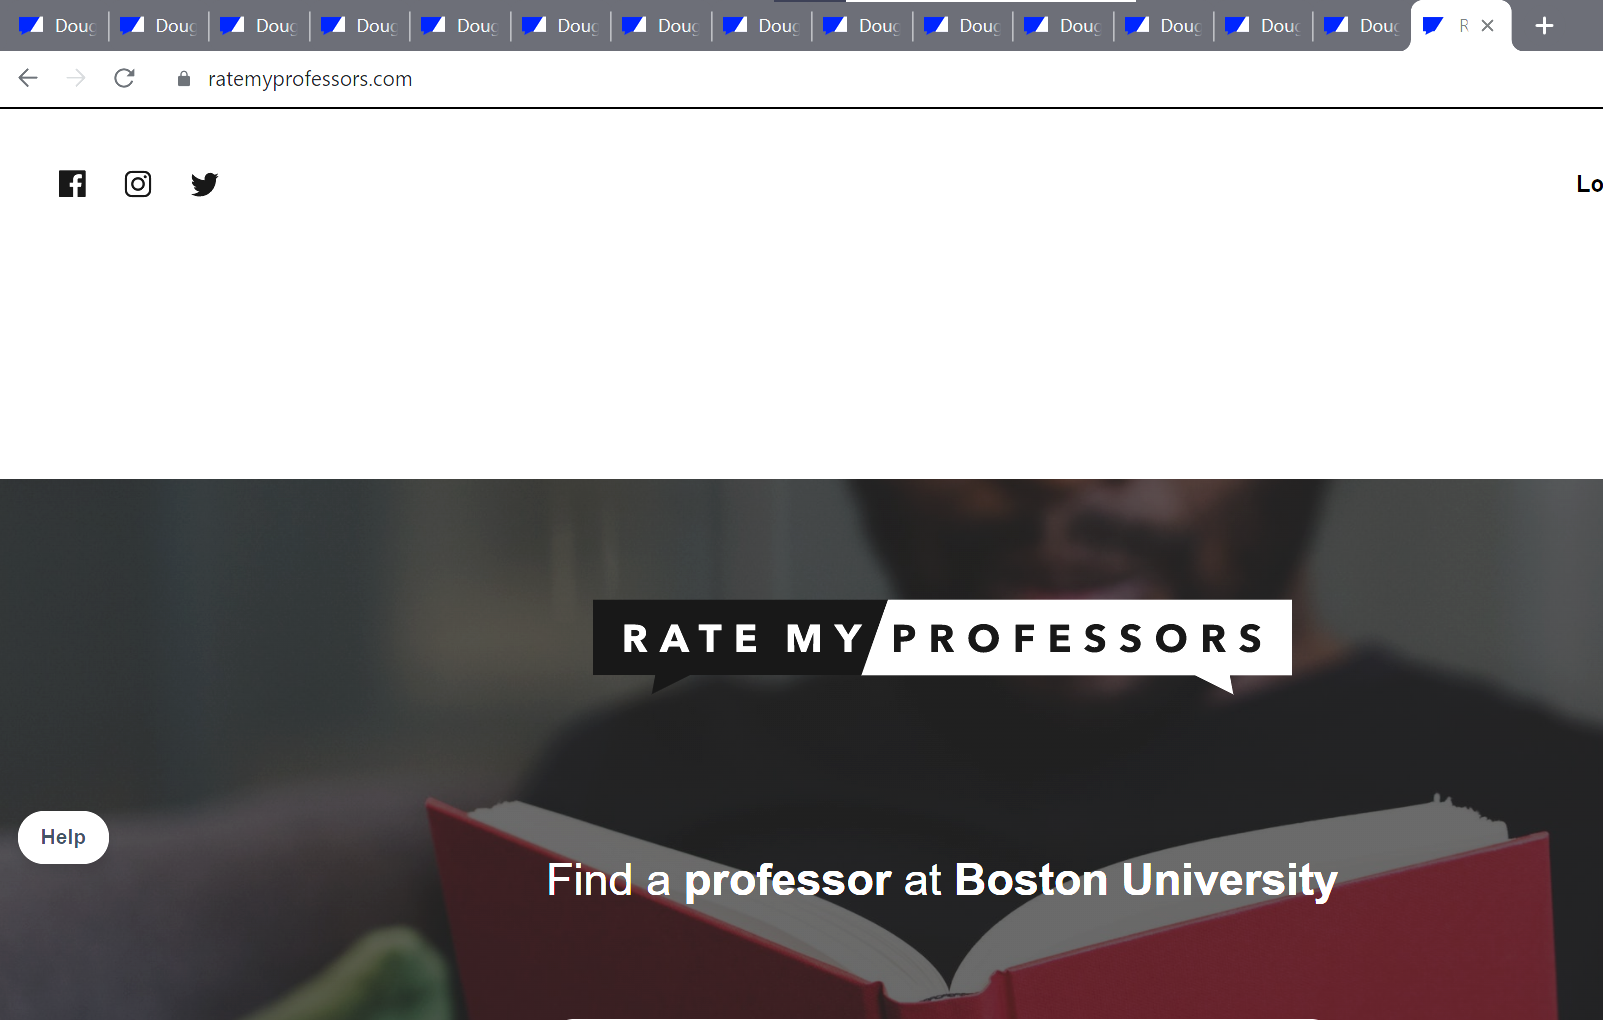 Doug Doug Doug Doug Doug Doug Doug Doug Doug Doug Doug Doug Doug Doug R
ratemyprofessors.com
Lo
RATE MY PROFESSORS
Help
Find a professor at Boston University